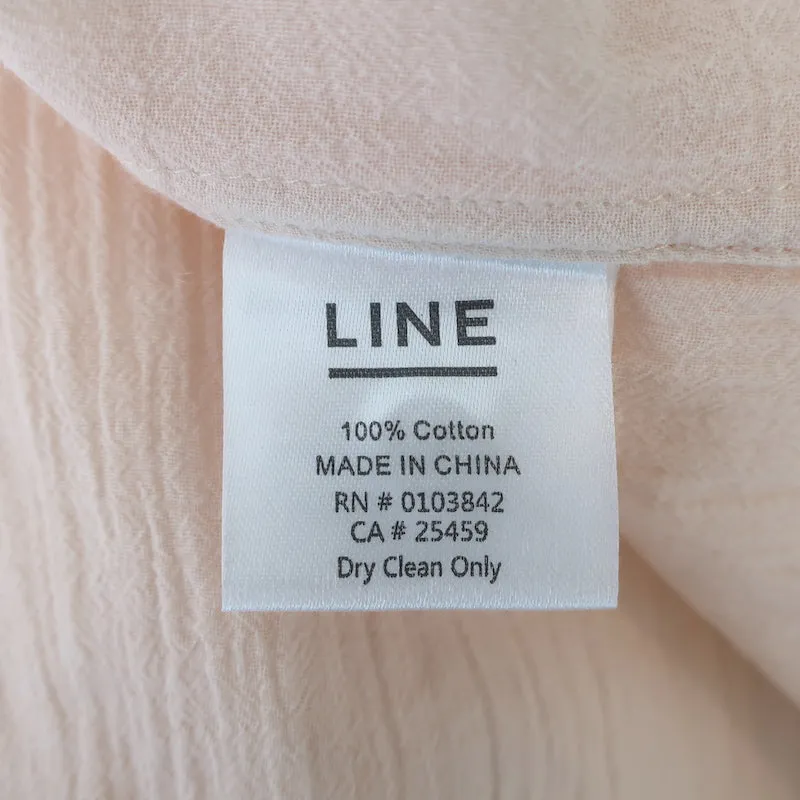 LINE
100% Cotton
MADE IN CHINA
RN # 0103842
CA # 25459
Dry Clean Only